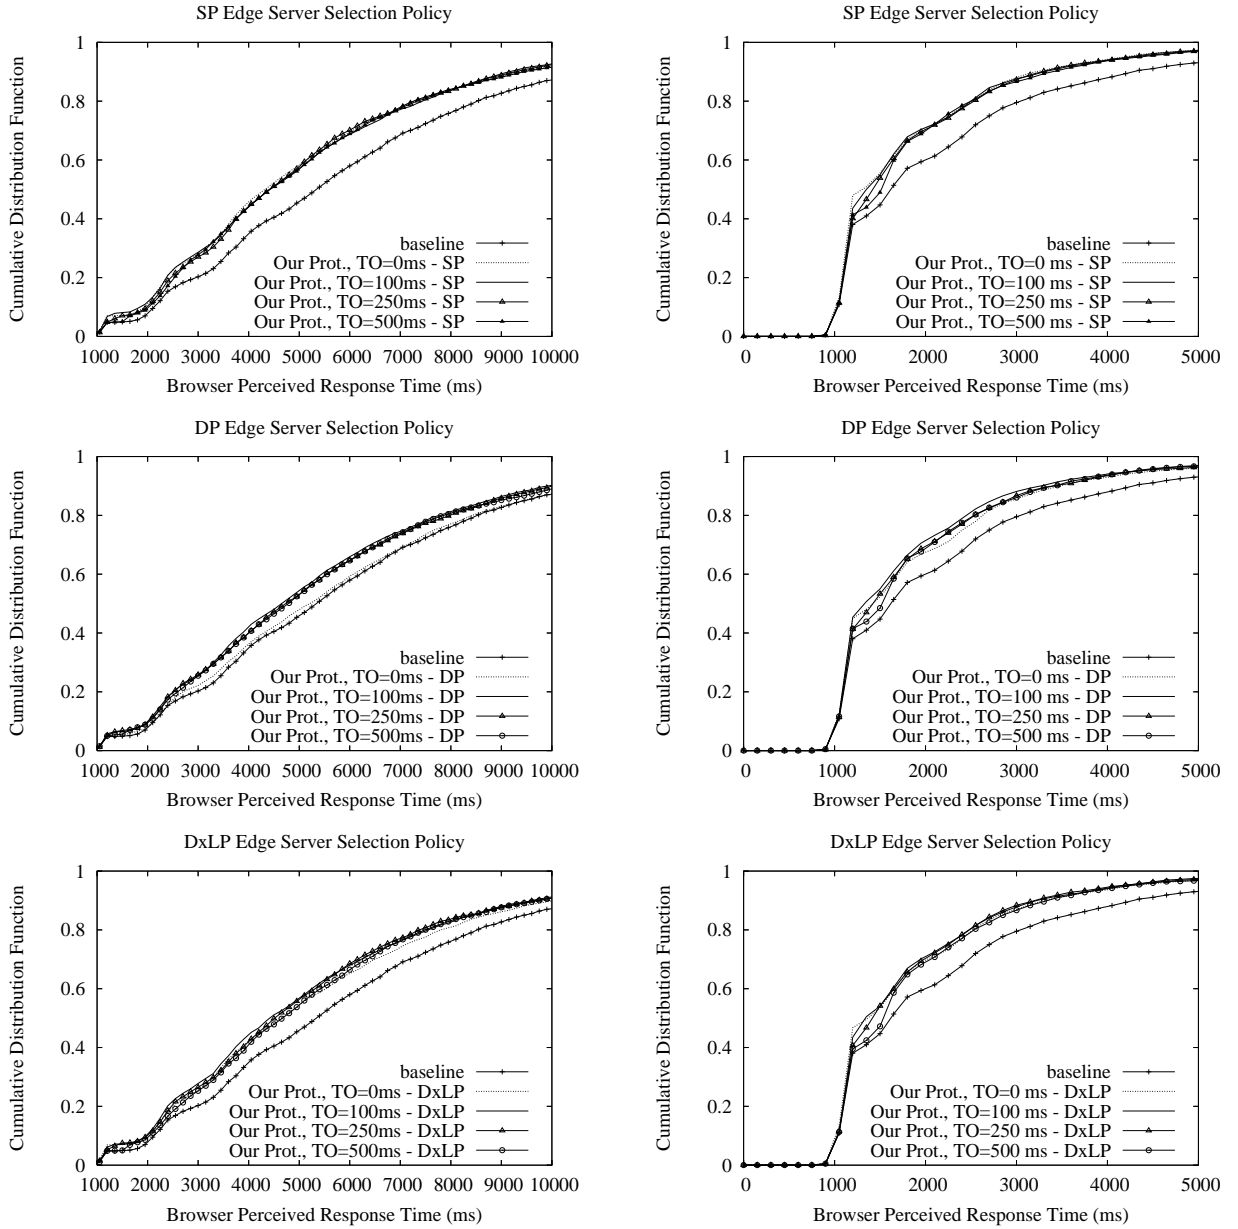 SP Edge Server Selection Policy
Cumulative Distribution Function
1
0.8
0.6
0.4
0.2
0
baseline
Our Prot., TO=0ms - SP
Our Prot., TO=100ms - SP
Our Prot., TO=250ms - SP
Our Prot., TO=500ms - SP
1000 2000 3000 4000 5000 6000 7000 8000 9000 10000
Browser Perceived Response Time (ms)
SP Edge Server Selection Policy
Cumulative Distribution Function
1
0.8
0.6
0.4
0.2
0
baseline
Our Prot., TO=0 ms - SP
Our Prot., TO=100 ms - SP
Our Prot., TO=250 ms - SP
Our Prot., TO=500 ms - SP
0 1000 2000 3000 4000 5000
Browser Perceived Response Time (ms)
DP Edge Server Selection Policy
Cumulative Distribution Function
1
0.8
0.6
0.4
0.2
0
baseline
Our Prot., TO=0ms - DP
Our Prot., TO=100ms - DP
Our Prot., TO=250ms - DP
Our Prot., TO=500ms - DP
1000 2000 3000 4000 5000 6000 7000 8000 9000 10000
Browser Perceived Response Time (ms)
DP Edge Server Selection Policy
Cumulative Distribution Function
1
0.8
0.6
0.4
0.2
0
baseline
Our Prot., TO=0 ms - DP
Our Prot., TO=100 ms - DP
Our Prot., TO=250 ms - DP
Our Prot., TO=500 ms - DP
0 1000 2000 3000 4000 5000
Browser Perceived Response Time (ms)
DxLP Edge Server Selection Policy
Cumulative Distribution Function
1
0.8
0.6
0.4
0.2
0
baseline
Our Prot., TO=0ms - DxLP
Our Prot., TO=100ms - DxLP
Our Prot., TO=250ms - DxLP
Our Prot., TO=500ms - DxLP
1000 2000 3000 4000 5000 6000 7000 8000 9000 10000
Browser Perceived Response Time (ms)
DxLP Edge Server Selection Policy
Cumulative Distribution Function
1
0.8
0.6
0.4
0.2
0
baseline
Our Prot., TO=0 ms - DxLP
Our Prot., TO=100 ms - DxLP
Our Prot., TO=250 ms - DxLP
Our Prot., TO=500 ms - DxLP
0 1000 2000 3000 4000 5000
Browser Perceived Response Time (ms)